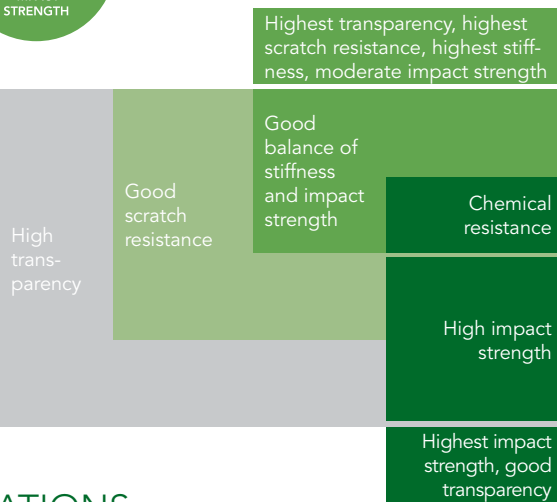 STRENGTH
Highest transparency, highest
scratch resistance, highest stiff-
ness, moderate impact strength
Good
balance of
stiffness
and impact
strength
Good
scratch
resistance
High
trans-
parency
Chemical
resistance
High impact
strength
Highest impact
strength, good
transparency
ATIONS